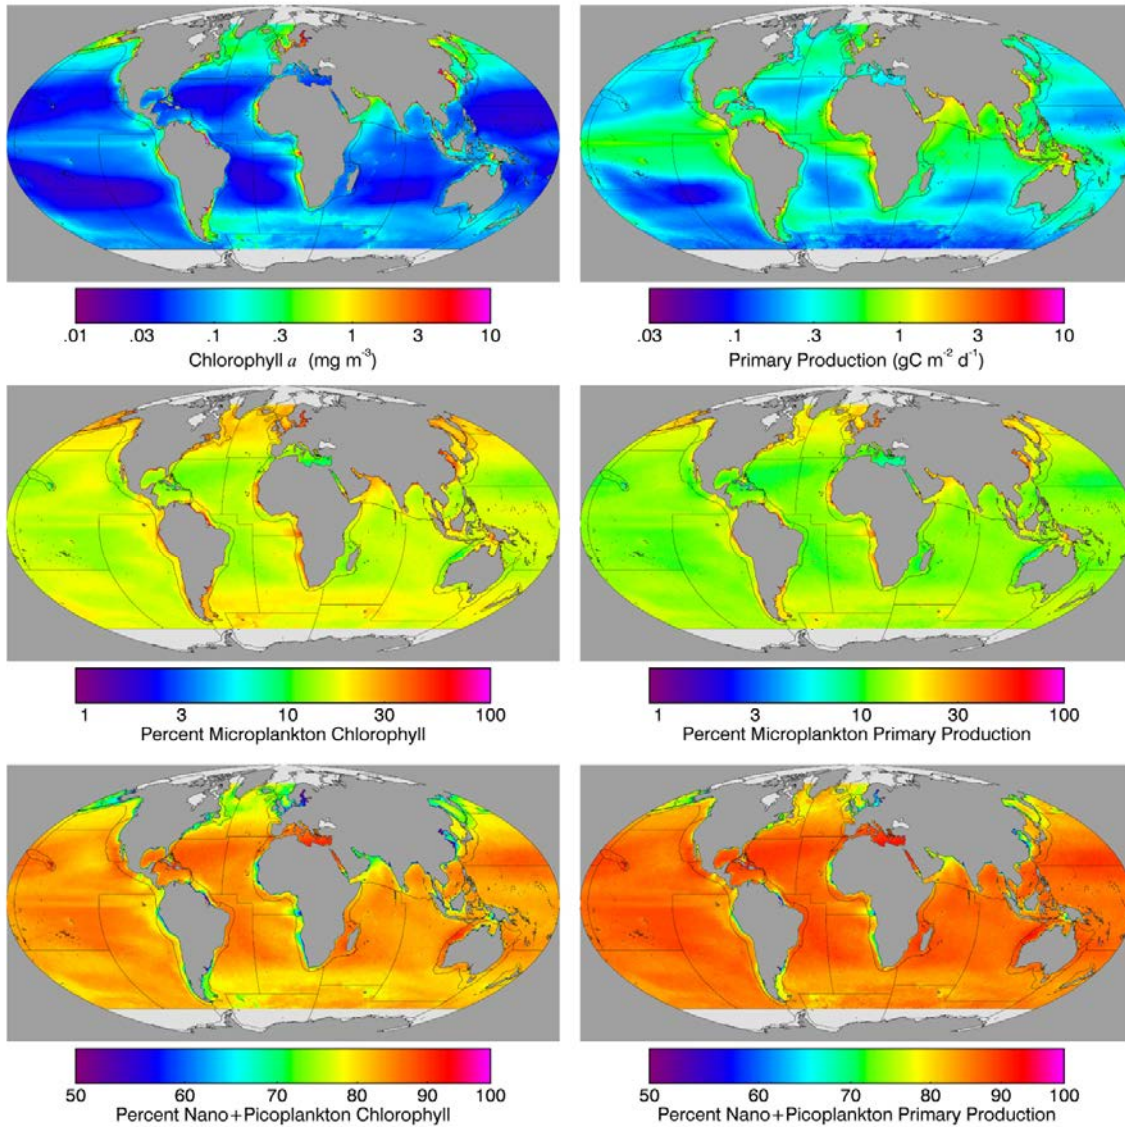 .01 .03 .1 .3 1 3 10
Chlorophyll a (mg m⁻³)
.03 .1 .3 1 3 10
Primary Production (gC m⁻² d⁻¹)
1 3 10 30 100
Percent Microplankton Chlorophyll
1 3 10 30 100
Percent Microplankton Primary Production
50 60 70 80 90 100
Percent Nano+Picoplankton Chlorophyll
50 60 70 80 90 100
Percent Nano+Picoplankton Primary Production